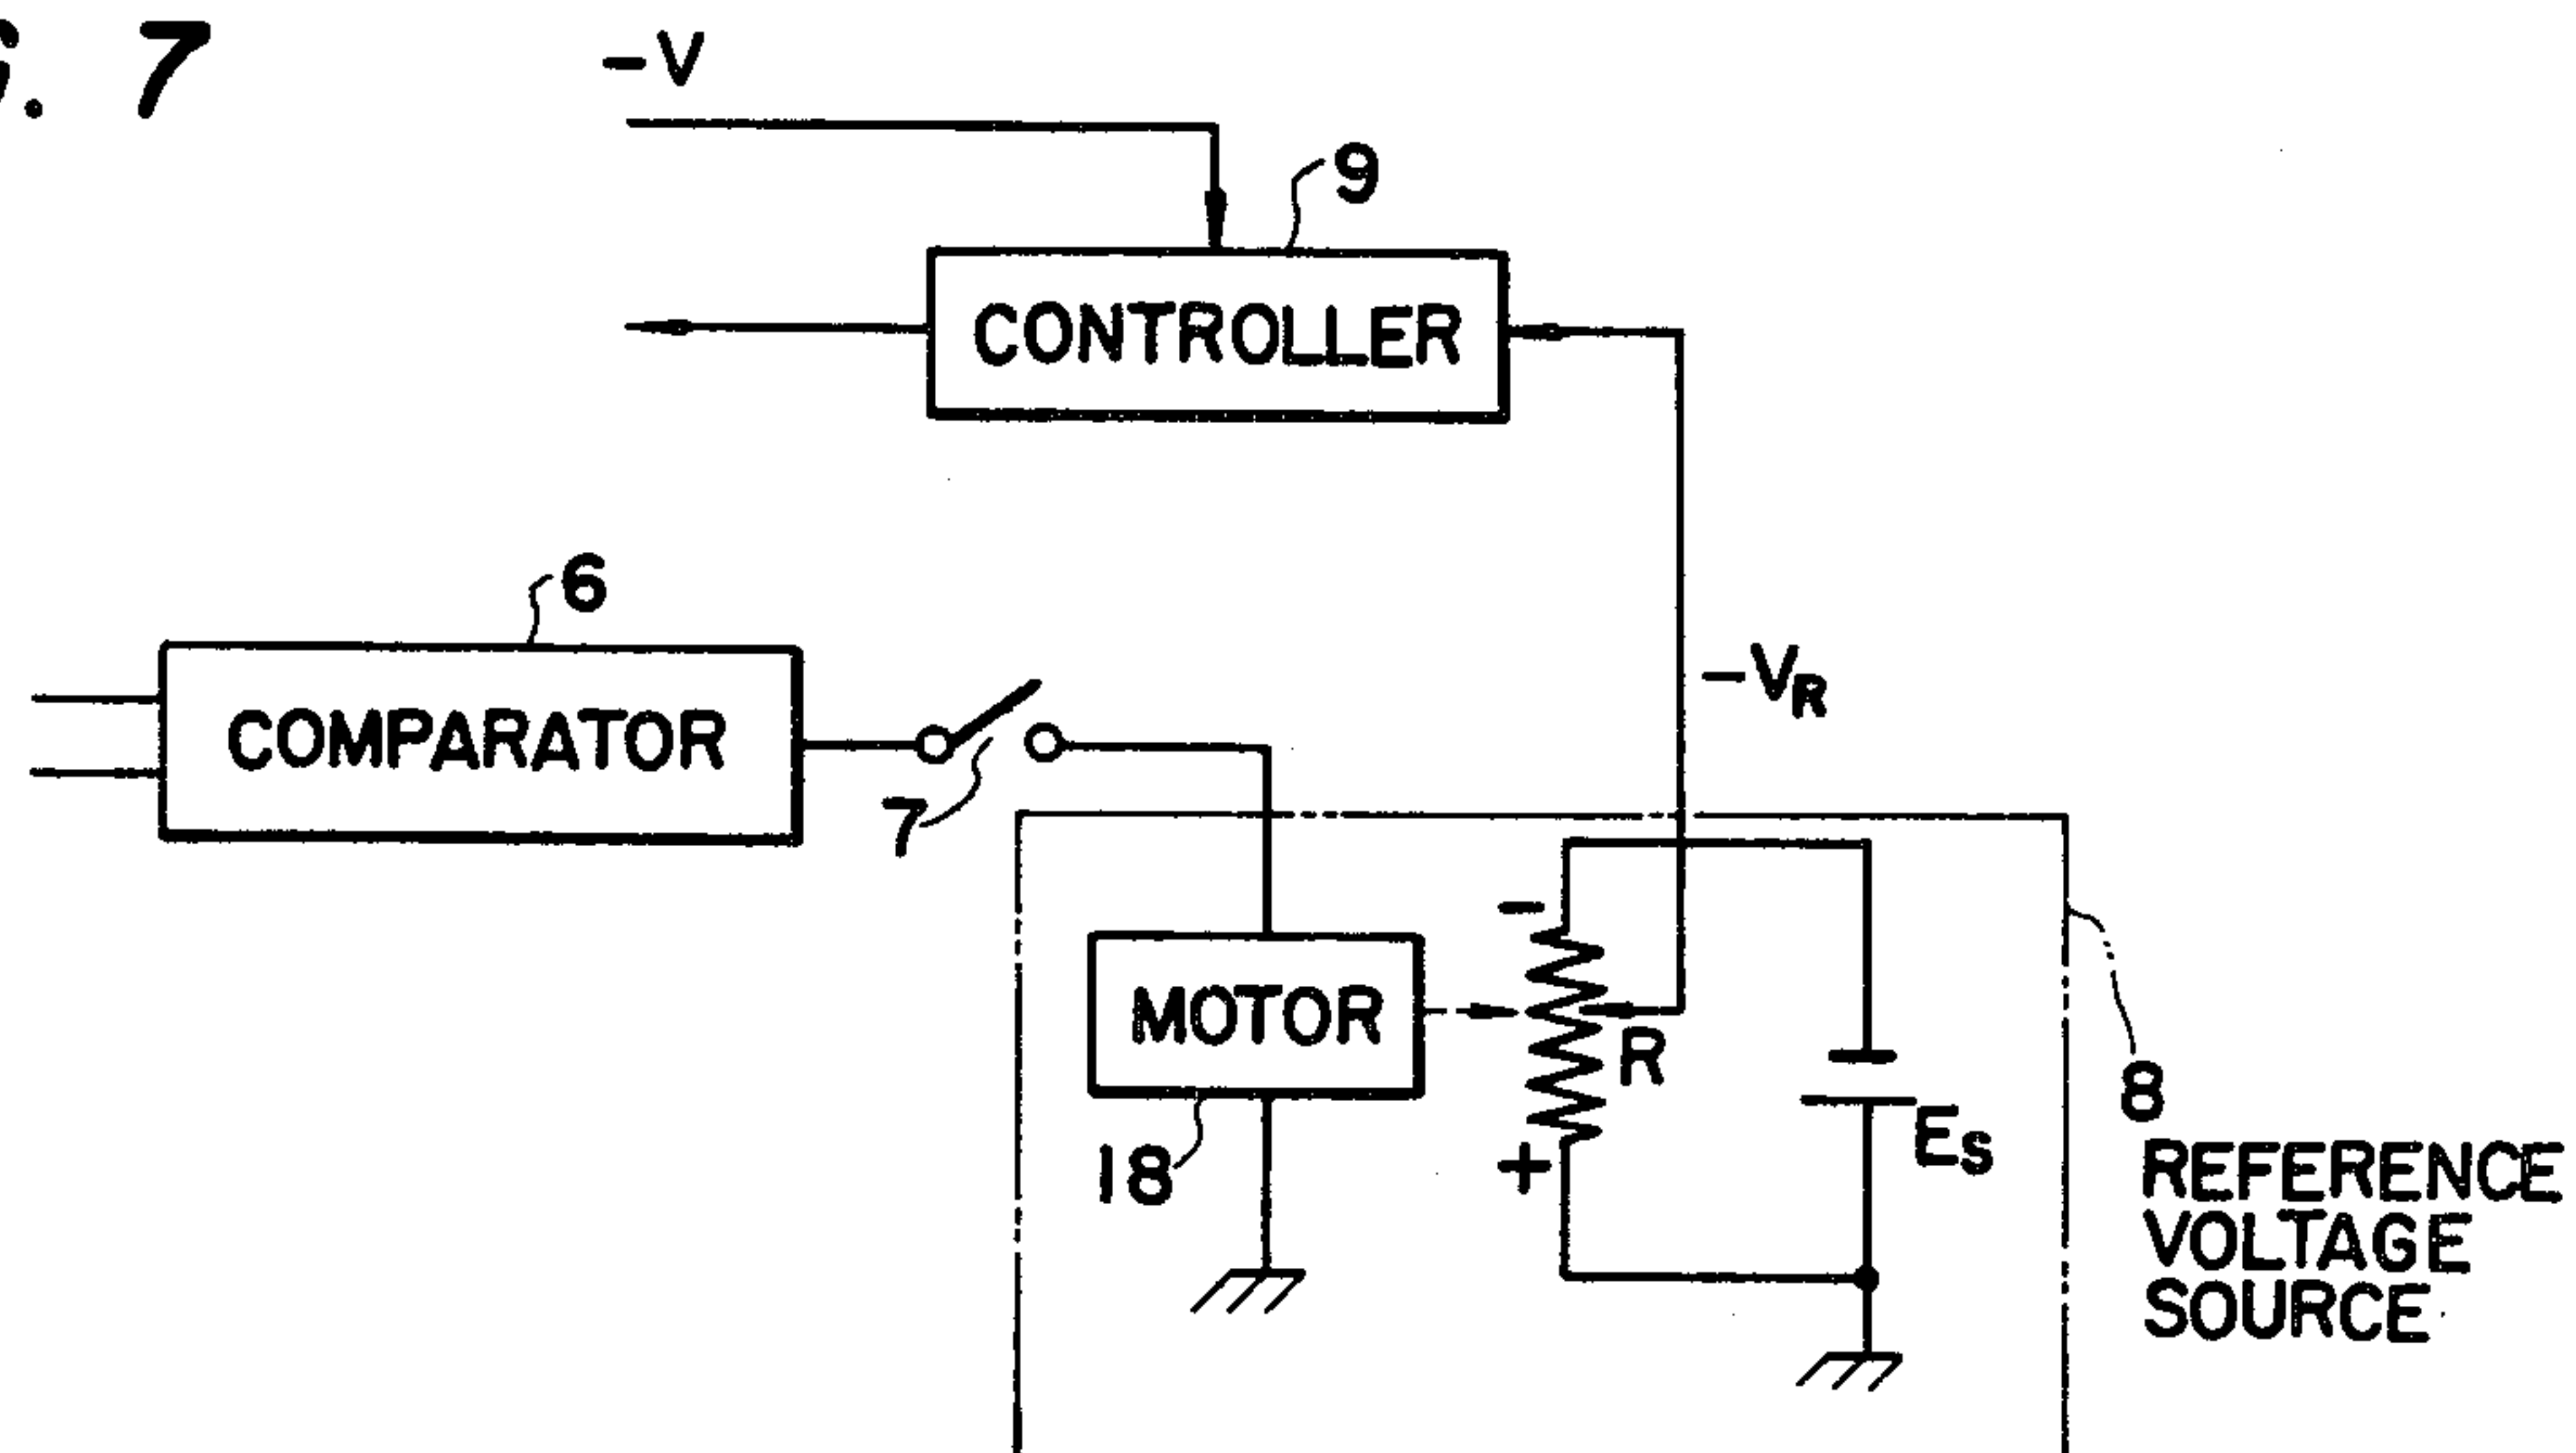 . 7
-V
9
CONTROLLER
6
COMPARATOR
7
-VR
-
MOTOR
R
18
+
ES
8
REFERENCE
VOLTAGE
SOURCE